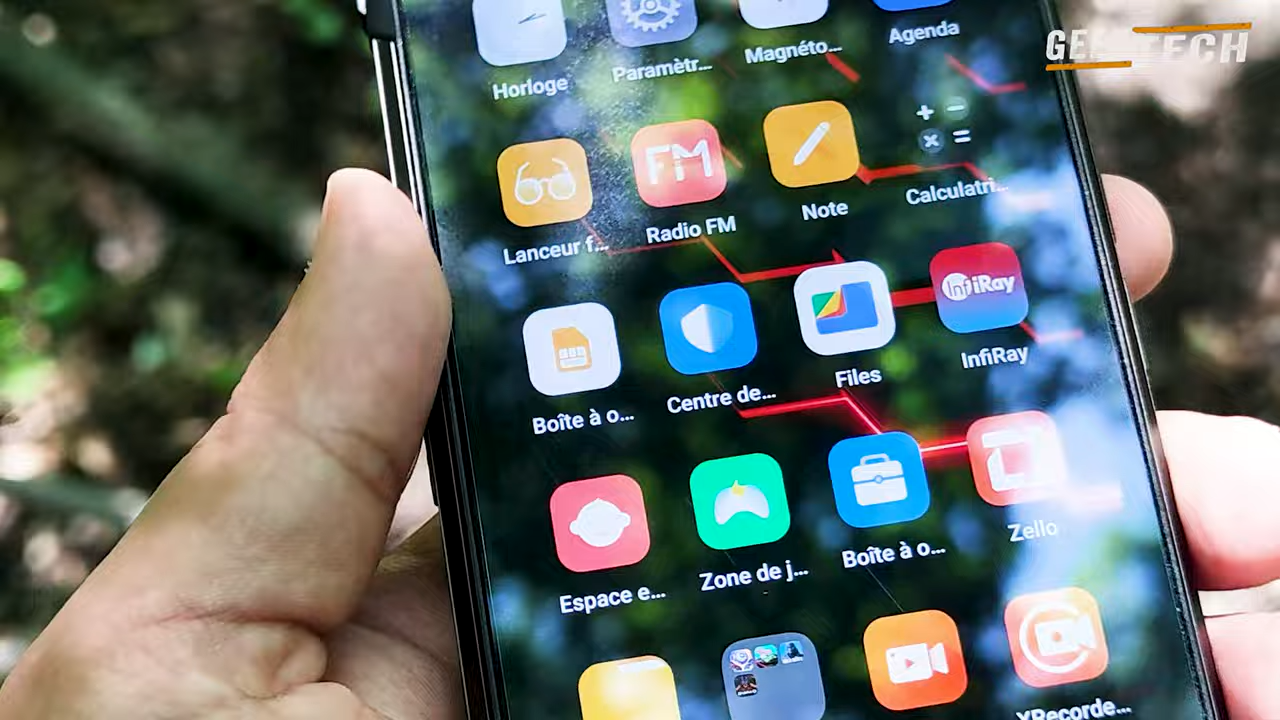 Agenda
Magnéto...
Paramètr...
Horloge
TECH
FM
Calculatri...
Note
Radio FM
Lanceur f...
InfiRay
InfiRay
Files
Centre de...
Boîte à o...
Zello
Boîte à o...
Zone de j...
Espace e...
XRecorde...